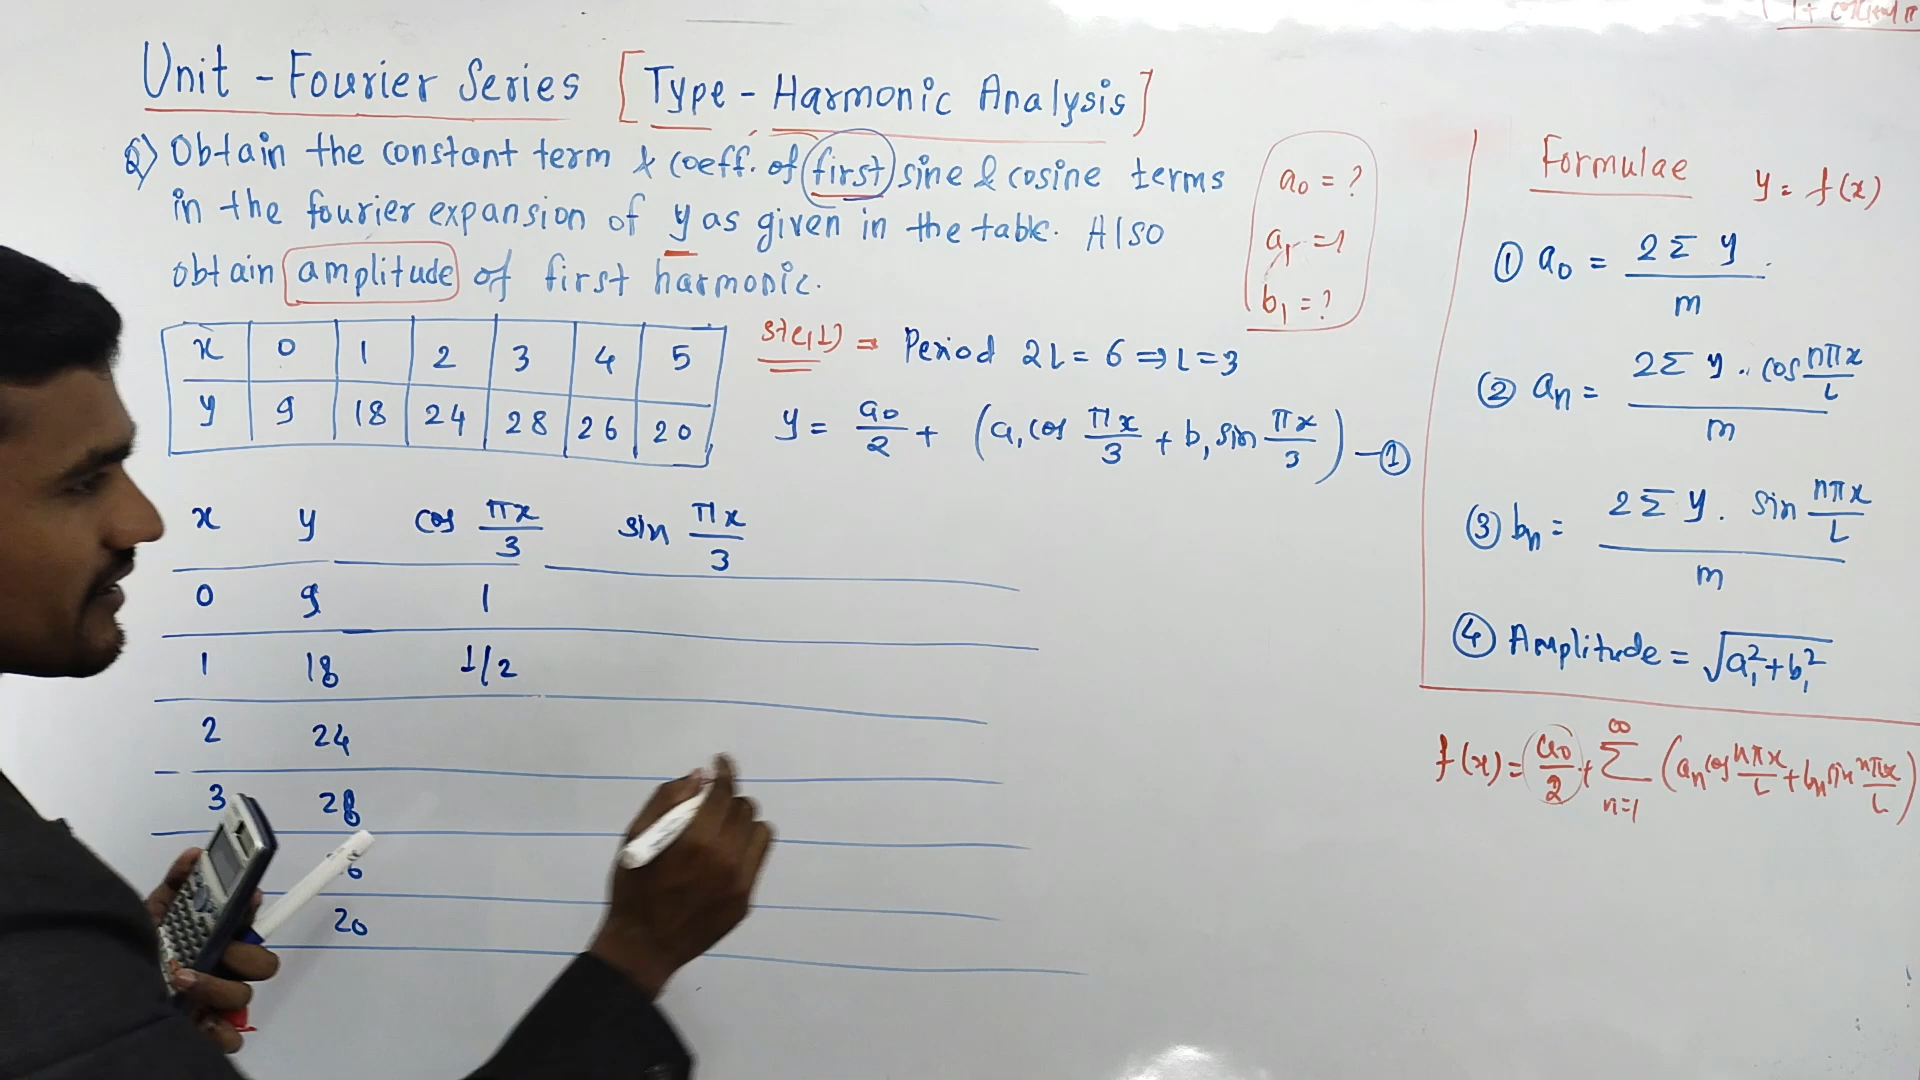 Unit - Fourier Series [Type - Harmonic Analysis]
Q) Obtain the constant term & coeff. of first sine & cosine terms
in the fourier expansion of y as given in the table. Also
obtain amplitude of first harmonic.
a₀ = ?
a₁ =?
b₁ = ?
x 0 1 2 3 4 5
y 9 18 24 28 26 20
Period 2L = 6 ⇒ L = 3
y = a₀/2 + (a₁ cos πx/3 + b₁ sin πx/3) —①
x y cos πx/3 sin πx/3
0 9 1
1 18 1/2
2 24
3 28
6
20
Formulae y = f(x)
① a₀ = 2Σy / m
② aₙ = 2Σy . cos nπx/L / m
③ bₙ = 2Σy . sin nπx/L / m
④ Amplitude = √(a₁² + b₁²)
f(x) = a₀/2 + Σ n=1 ∞ (aₙ cos nπx/L + bₙ sin nπx/L)